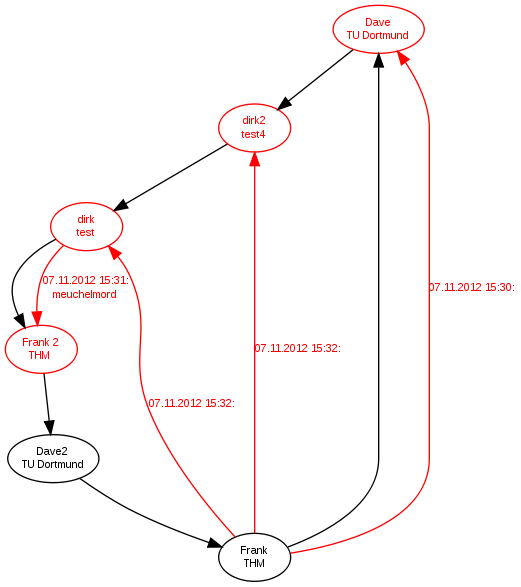 Dave
TU Dortmund
dirk2
test4
dirk
test
07.11.2012 15:31:
meuchelmord
07.11.2012 15:30:
Frank 2
THM
07.11.2012 15:32:
07.11.2012 15:32:
Dave2
TU Dortmund
Frank
THM